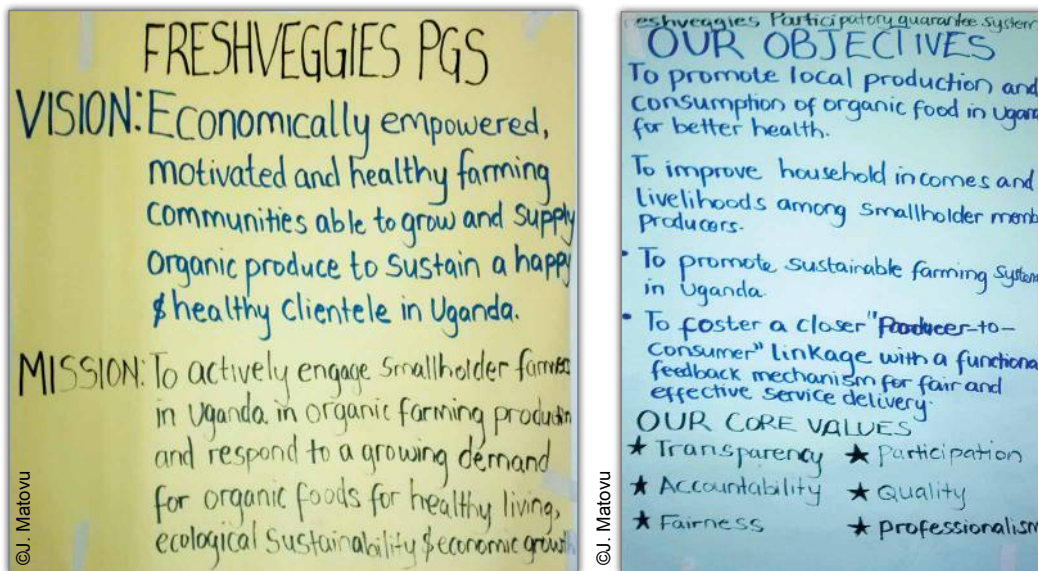 FRESHVEGGIES PGS
VISION: Economically empowered,
motivated and healthy farming
communities able to grow and supply
organic produce to sustain a happy
& healthy clientele in Uganda.
MISSION: To actively engage smallholder farmers
in Uganda in organic farming production
and respond to a growing demand
for organic foods for healthy living,
ecological Sustainability & economic growth
©J. Matovu
reshveggies Participatory guarantee system
OUR OBJECTIVES
To promote local production and
consumption of organic food in Ugand
for better health.
To improve household incomes and
livelihoods among smallholder memb
producers.
• To promote sustainable farming systems
in Uganda.
• To foster a closer "Producer-to-
consumer" linkage with a functiona
feedback mechanism for fair and
effective service delivery.
OUR CORE VALUES
★ Transparency ★ Participation
★ Accountability ★ Quality
★ Fairness ★ professionalism
©J. Matovu